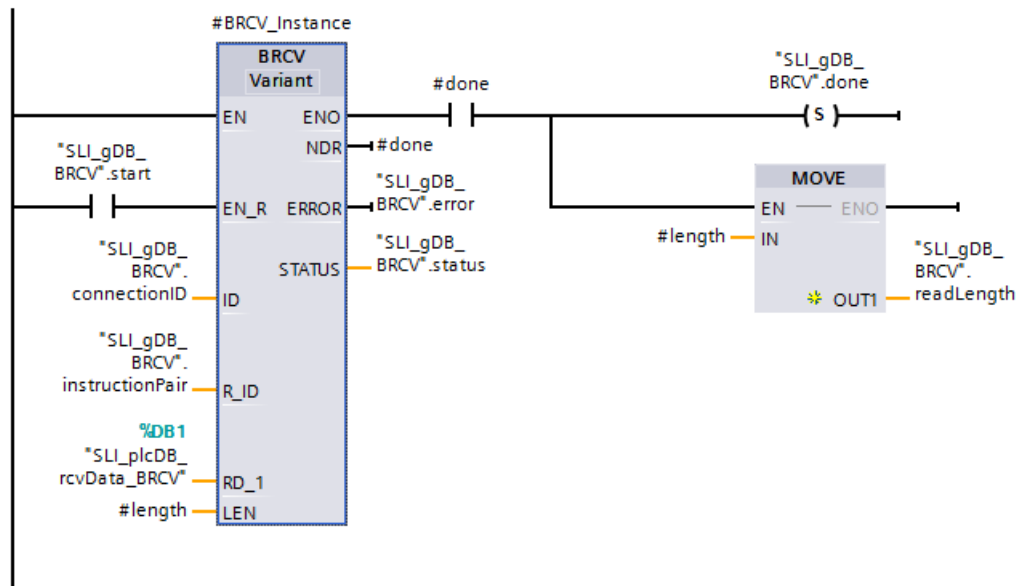 #BRCV_Instance
BRCV
Variant
EN
ENO
#done
"SLI_gDB_
BRCV".done
S
NDR
#done
"SLI_gDB_
BRCV".start
EN_R
ERROR
"SLI_gDB_
BRCV".error
"SLI_gDB_
BRCV".
connectionID
ID
STATUS
"SLI_gDB_
BRCV".status
"SLI_gDB_
BRCV".
instructionPair
R_ID
%DB1
"SLI_plcDB_
rcvData_BRCV"
RD_1
#length
LEN
MOVE
EN
ENO
#length
IN
OUT1
"SLI_gDB_
BRCV".
readLength